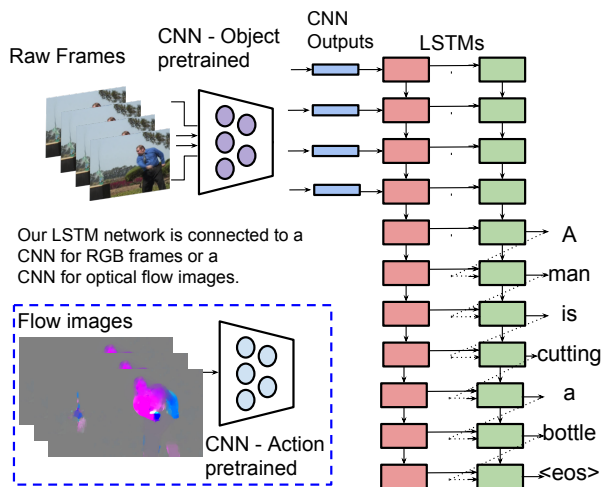 Raw Frames
CNN - Object
pretrained
CNN
Outputs
LSTMs
Our LSTM network is connected to a
CNN for RGB frames or a
CNN for optical flow images.
Flow images
CNN - Action
pretrained
A
man
is
cutting
a
bottle
<eos>